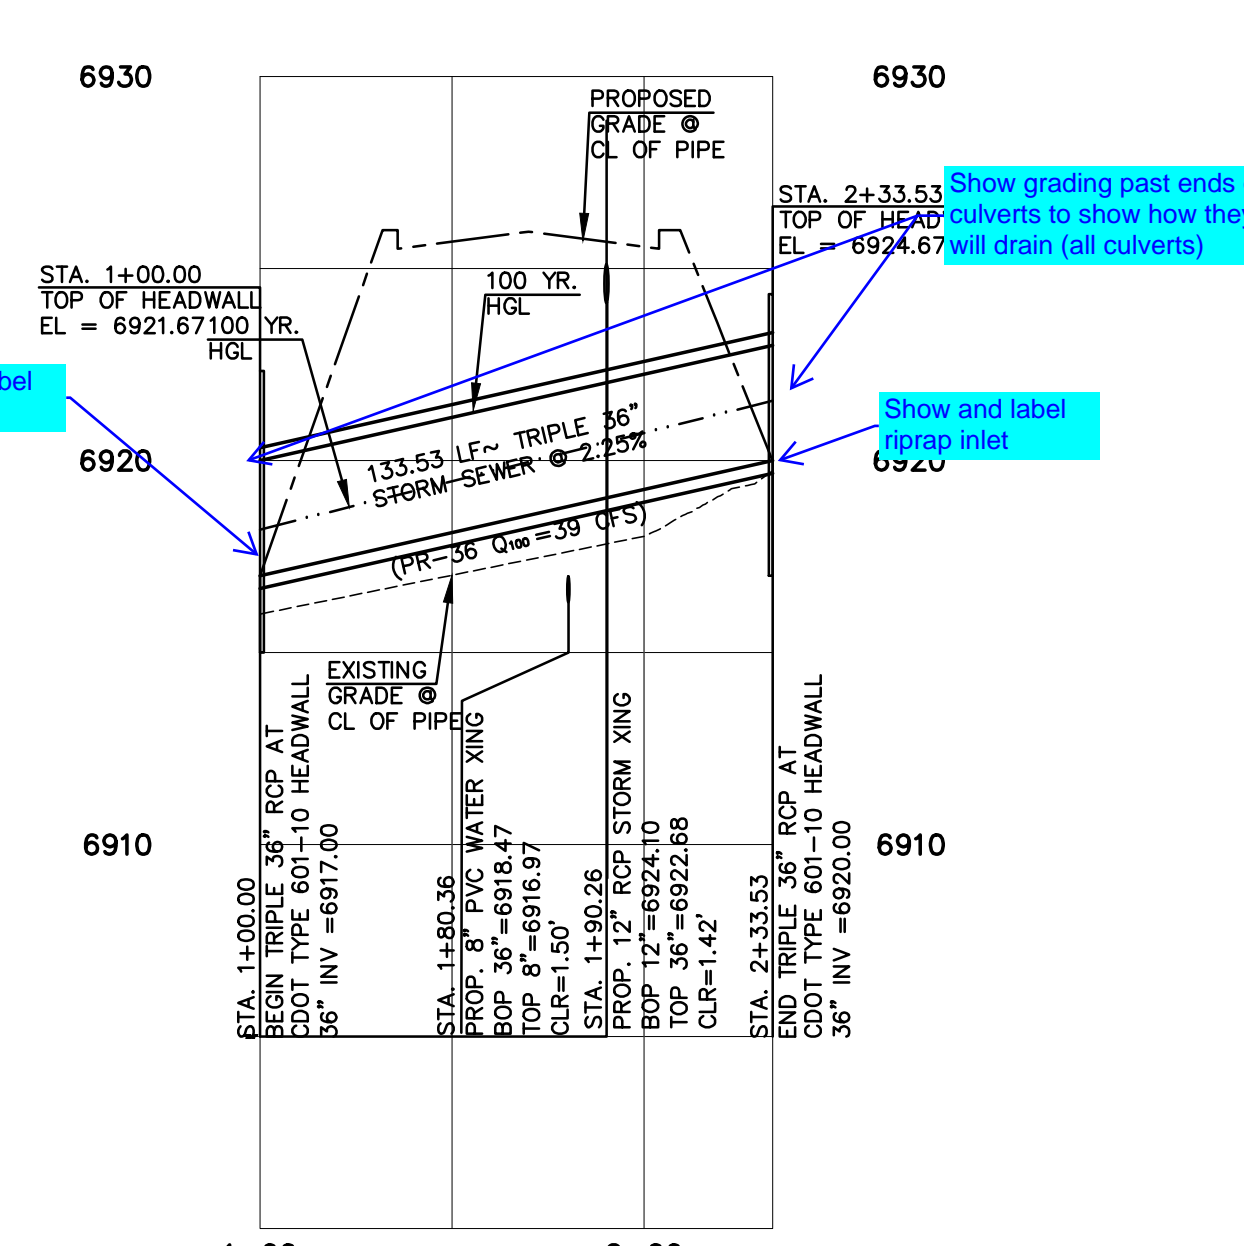 6930
6930
PROPOSED
GRADE @
CL OF PIPE
STA. 2+33.53
TOP OF HEAD
EL = 6924.67
Show grading past ends
culverts to show how they
will drain (all culverts)
STA. 1+00.00
TOP OF HEADWALL
EL = 6921.67
100 YR.
HGL
100 YR.
HGL
Show and label
riprap inlet
6920
6920
133.53 LF~ TRIPLE 36"
STORM SEWER @ 2.25%
(PR-36 Q100=39 CFS)
EXISTING
GRADE @
CL OF PIPE
6910
6910
STA. 1+00.00
BEGIN TRIPLE 36" RCP AT
CDOT TYPE 601-10 HEADWALL
36" INV =6917.00
STA. 1+80.36
PROP. 8" PVC WATER XING
BOP 36"=6918.47
TOP 8"=6916.97
CLR=1.50'
STA. 1+90.26
PROP. 12" RCP STORM XING
BOP 12"=6924.10
TOP 36"=6922.68
CLR=1.42'
STA. 2+33.53
END TRIPLE 36" RCP AT
CDOT TYPE 601-10 HEADWALL
36" INV =6920.00